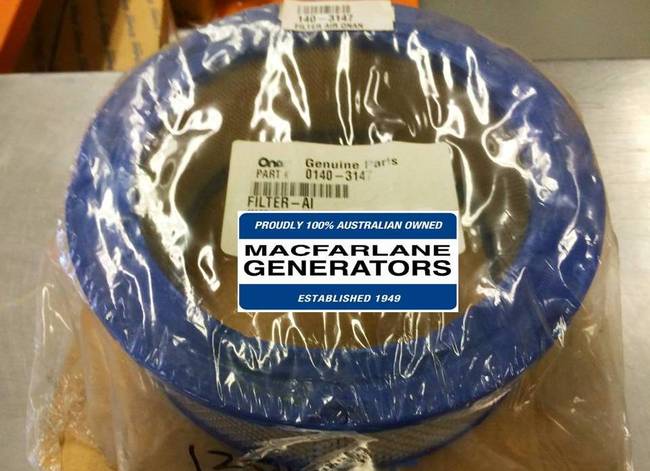 140-3147
FILTER AIR ONAN
Onan Genuine Parts
PART # 0140-3147
FILTER-AI
PROUDLY 100% AUSTRALIAN OWNED
MACFARLANE
GENERATORS
ESTABLISHED 1949